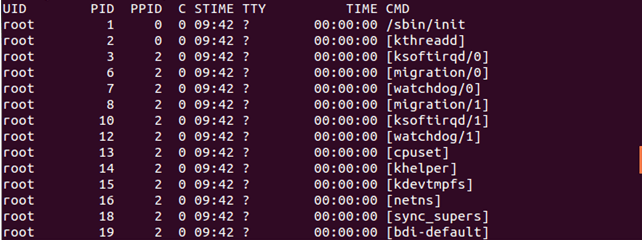 UID        PID  PPID  C STIME TTY          TIME CMD
root         1     0  0 09:42 ?        00:00:00 /sbin/init
root         2     0  0 09:42 ?        00:00:00 [kthreadd]
root         3     2  0 09:42 ?        00:00:00 [ksoftirqd/0]
root         6     2  0 09:42 ?        00:00:00 [migration/0]
root         7     2  0 09:42 ?        00:00:00 [watchdog/0]
root         8     2  0 09:42 ?        00:00:00 [migration/1]
root        10     2  0 09:42 ?        00:00:00 [ksoftirqd/1]
root        12     2  0 09:42 ?        00:00:00 [watchdog/1]
root        13     2  0 09:42 ?        00:00:00 [cpuset]
root        14     2  0 09:42 ?        00:00:00 [khelper]
root        15     2  0 09:42 ?        00:00:00 [kdevtmpfs]
root        16     2  0 09:42 ?        00:00:00 [netns]
root        18     2  0 09:42 ?        00:00:00 [sync_supers]
root        19     2  0 09:42 ?        00:00:00 [bdi-default]